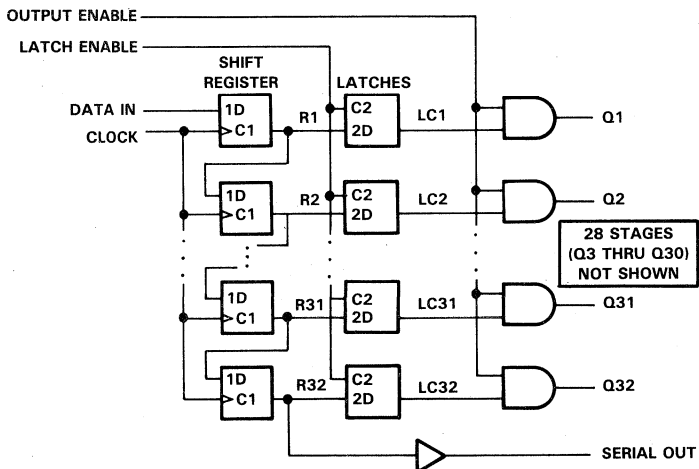 OUTPUT ENABLE
LATCH ENABLE
SHIFT
REGISTER
LATCHES
DATA IN
CLOCK
1D
C1
R1
C2
2D
LC1
Q1
1D
C1
R2
C2
2D
LC2
Q2
28 STAGES
(Q3 THRU Q30)
NOT SHOWN
1D
C1
R31
C2
2D
LC31
Q31
1D
C1
R32
C2
2D
LC32
Q32
SERIAL OUT